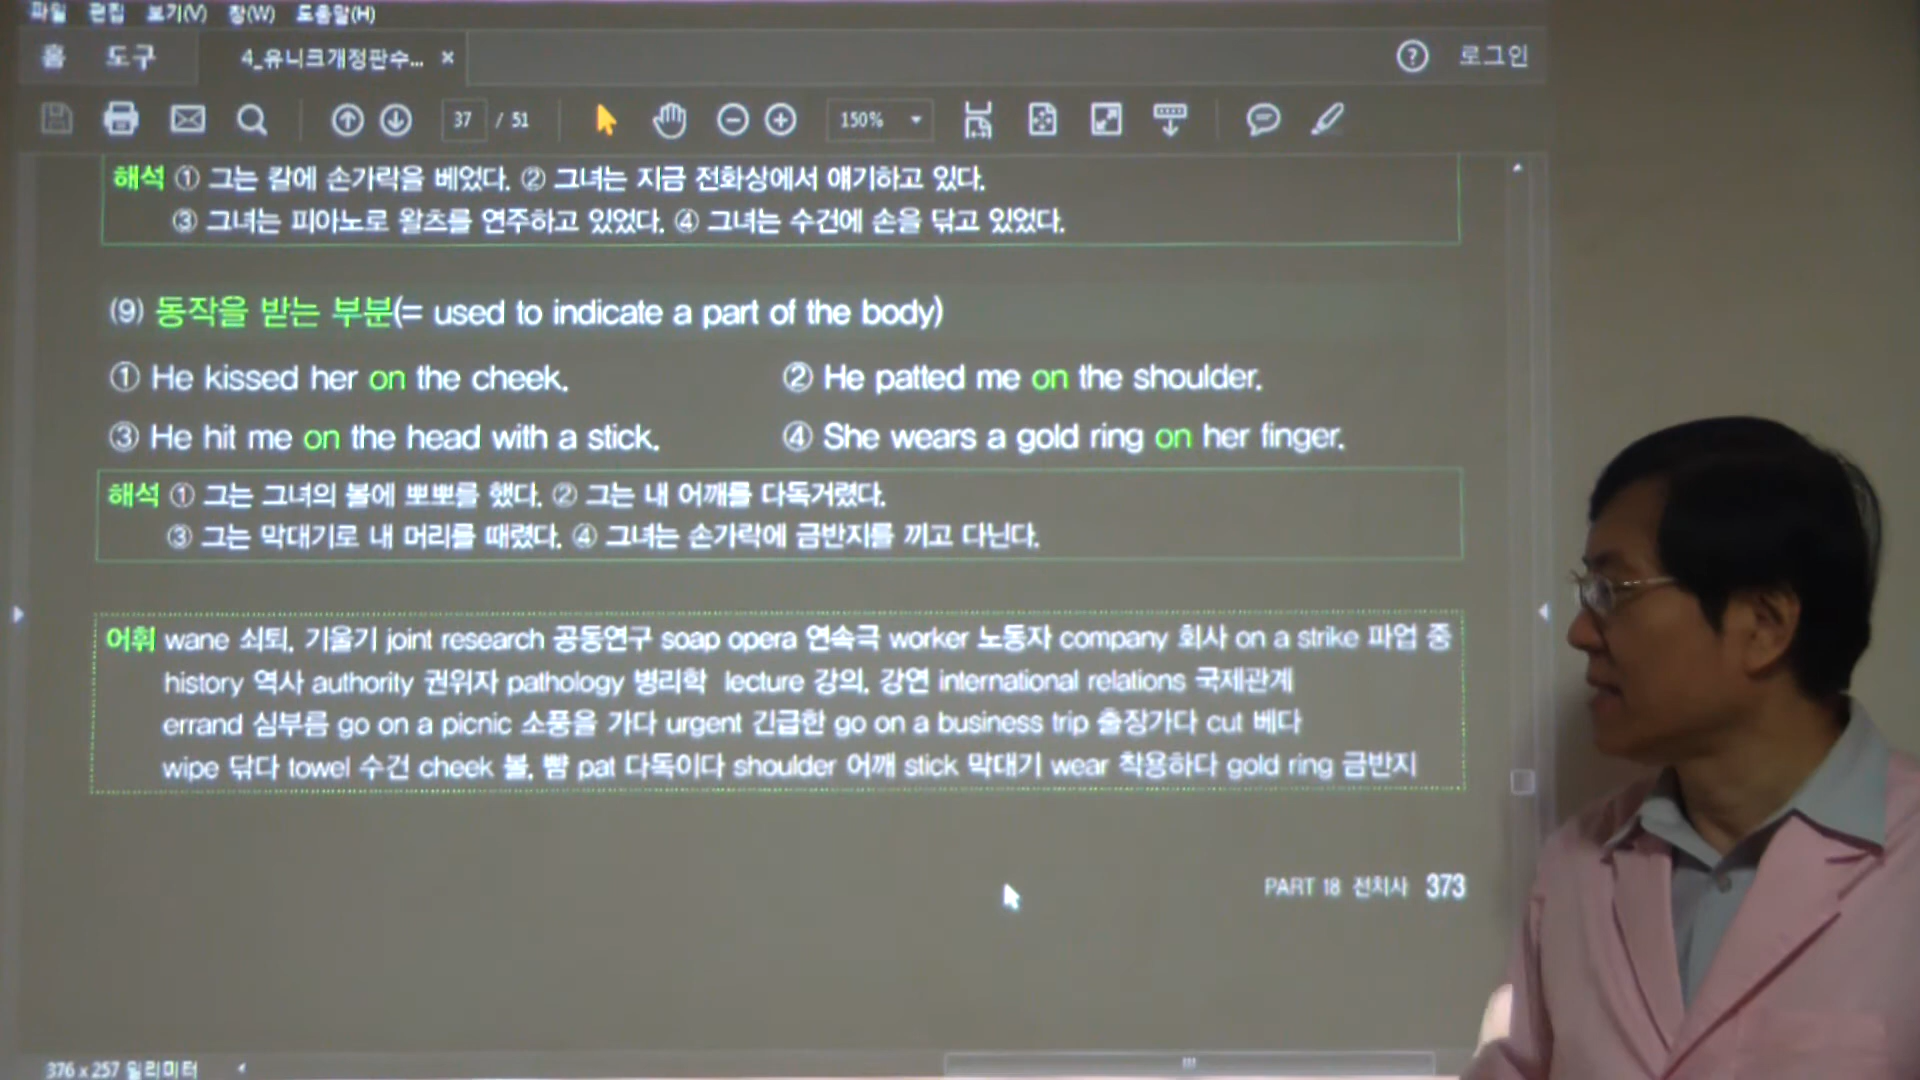 파일 편집 보기(V) 창(W) 도움말(H)
홈 도구 4_유니크개정판수... × ? 로그인
37 / 51 150%
해석 ① 그는 칼에 손가락을 베었다. ② 그녀는 지금 전화상에서 얘기하고 있다.
③ 그녀는 피아노로 왈츠를 연주하고 있었다. ④ 그녀는 수건에 손을 닦고 있었다.
(9) 동작을 받는 부분(= used to indicate a part of the body)
① He kissed her on the cheek. ② He patted me on the shoulder.
③ He hit me on the head with a stick. ④ She wears a gold ring on her finger.
해석 ① 그는 그녀의 볼에 뽀뽀를 했다. ② 그는 내 어깨를 다독거렸다.
③ 그는 막대기로 내 머리를 때렸다. ④ 그녀는 손가락에 금반지를 끼고 다닌다.
어휘 wane 쇠퇴, 기울기 joint research 공동연구 soap opera 연속극 worker 노동자 company 회사 on a strike 파업 중
history 역사 authority 권위자 pathology 병리학 lecture 강의, 강연 international relations 국제관계
errand 심부름 go on a picnic 소풍을 가다 urgent 긴급한 go on a business trip 출장가다 cut 베다
wipe 닦다 towel 수건 cheek 볼, 뺨 pat 다독이다 shoulder 어깨 stick 막대기 wear 착용하다 gold ring 금반지
PART 18 전치사 373
376 x 257 밀리미터